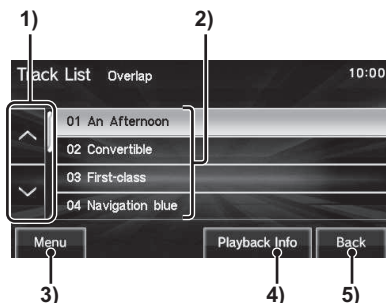 1) 2)
Track List Overlap 10:00
01 An Afternoon
02 Convertible
03 First-class
04 Navigation blue
Menu Playback Info Back
3) 4) 5)